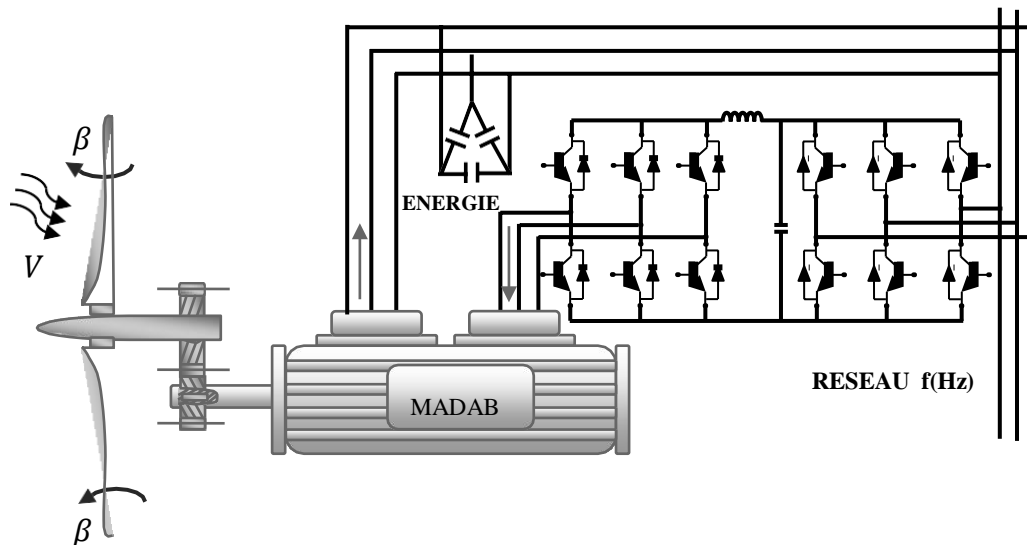 β
V
β
ENERGIE
MADAB
RESEAU f(Hz)